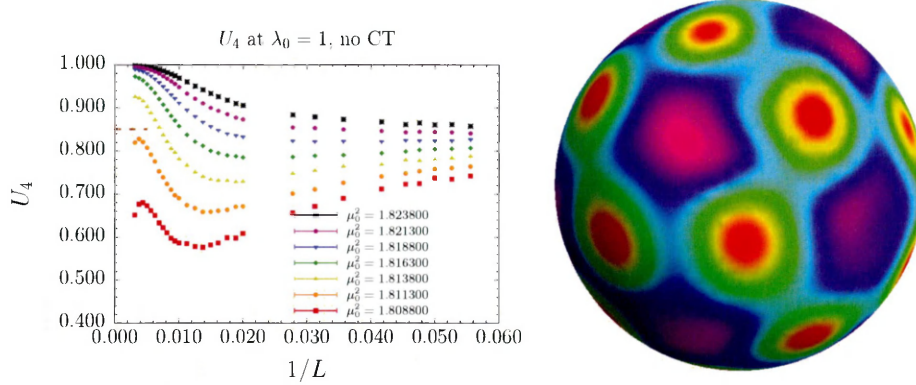 U₄ at λ₀ = 1, no CT
1.000
0.900
0.800
0.700
0.600
0.500
0.400
U₄
μ₀² = 1.823800
μ₀² = 1.821300
μ₀² = 1.818800
μ₀² = 1.816300
μ₀² = 1.813800
μ₀² = 1.811300
μ₀² = 1.808800
0.000 0.010 0.020 0.030 0.040 0.050 0.060
1/L